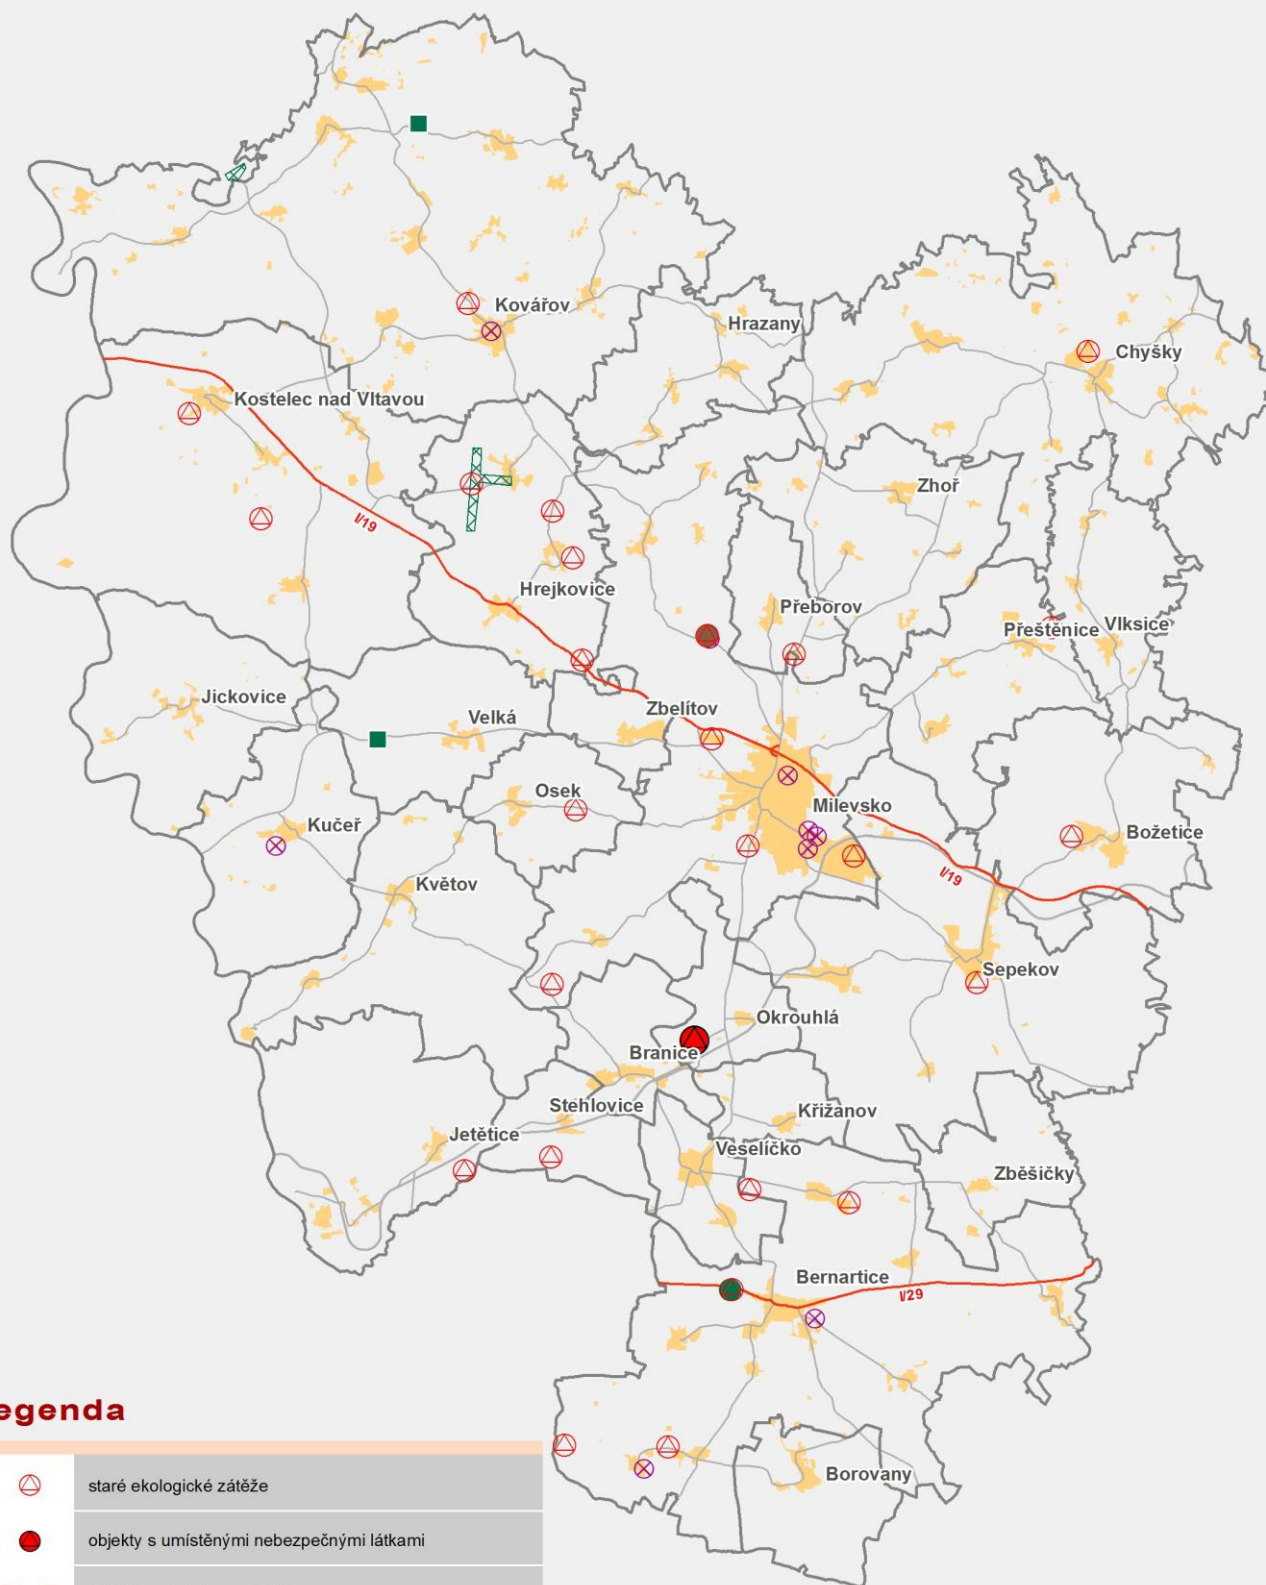 Kovářov
Hrazany
Chyšky
Kostelec nad Vltavou
Zhoř
I/19
Hrejkovice
Přeborov
Přeštěnice
Vlksice
Jickovice
Velká
Zbelítov
Osek
Milevsko
Kučeř
Božetice
I/19
Květov
Sepekov
Okrouhlá
Branice
Stehlovice
Křižanov
Jetětice
Veselíčko
Zběšičky
Bernartice
I/29
egenda
Borovany
staré ekologické zátěže
objekty s umístěnými nebezpečnými látkami